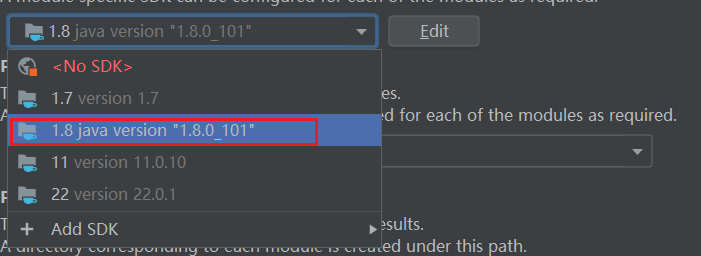 A module specific SDK can be configured for each of the modules as required.
1.8 java version "1.8.0_101"
Edit
<No SDK>
1.7 version 1.7
es.
1.8 java version "1.8.0_101"
ed for each of the modules as required.
11 version 11.0.10
22 version 22.0.1
Add SDK
esults.
A directory corresponding to each module is created under this path.